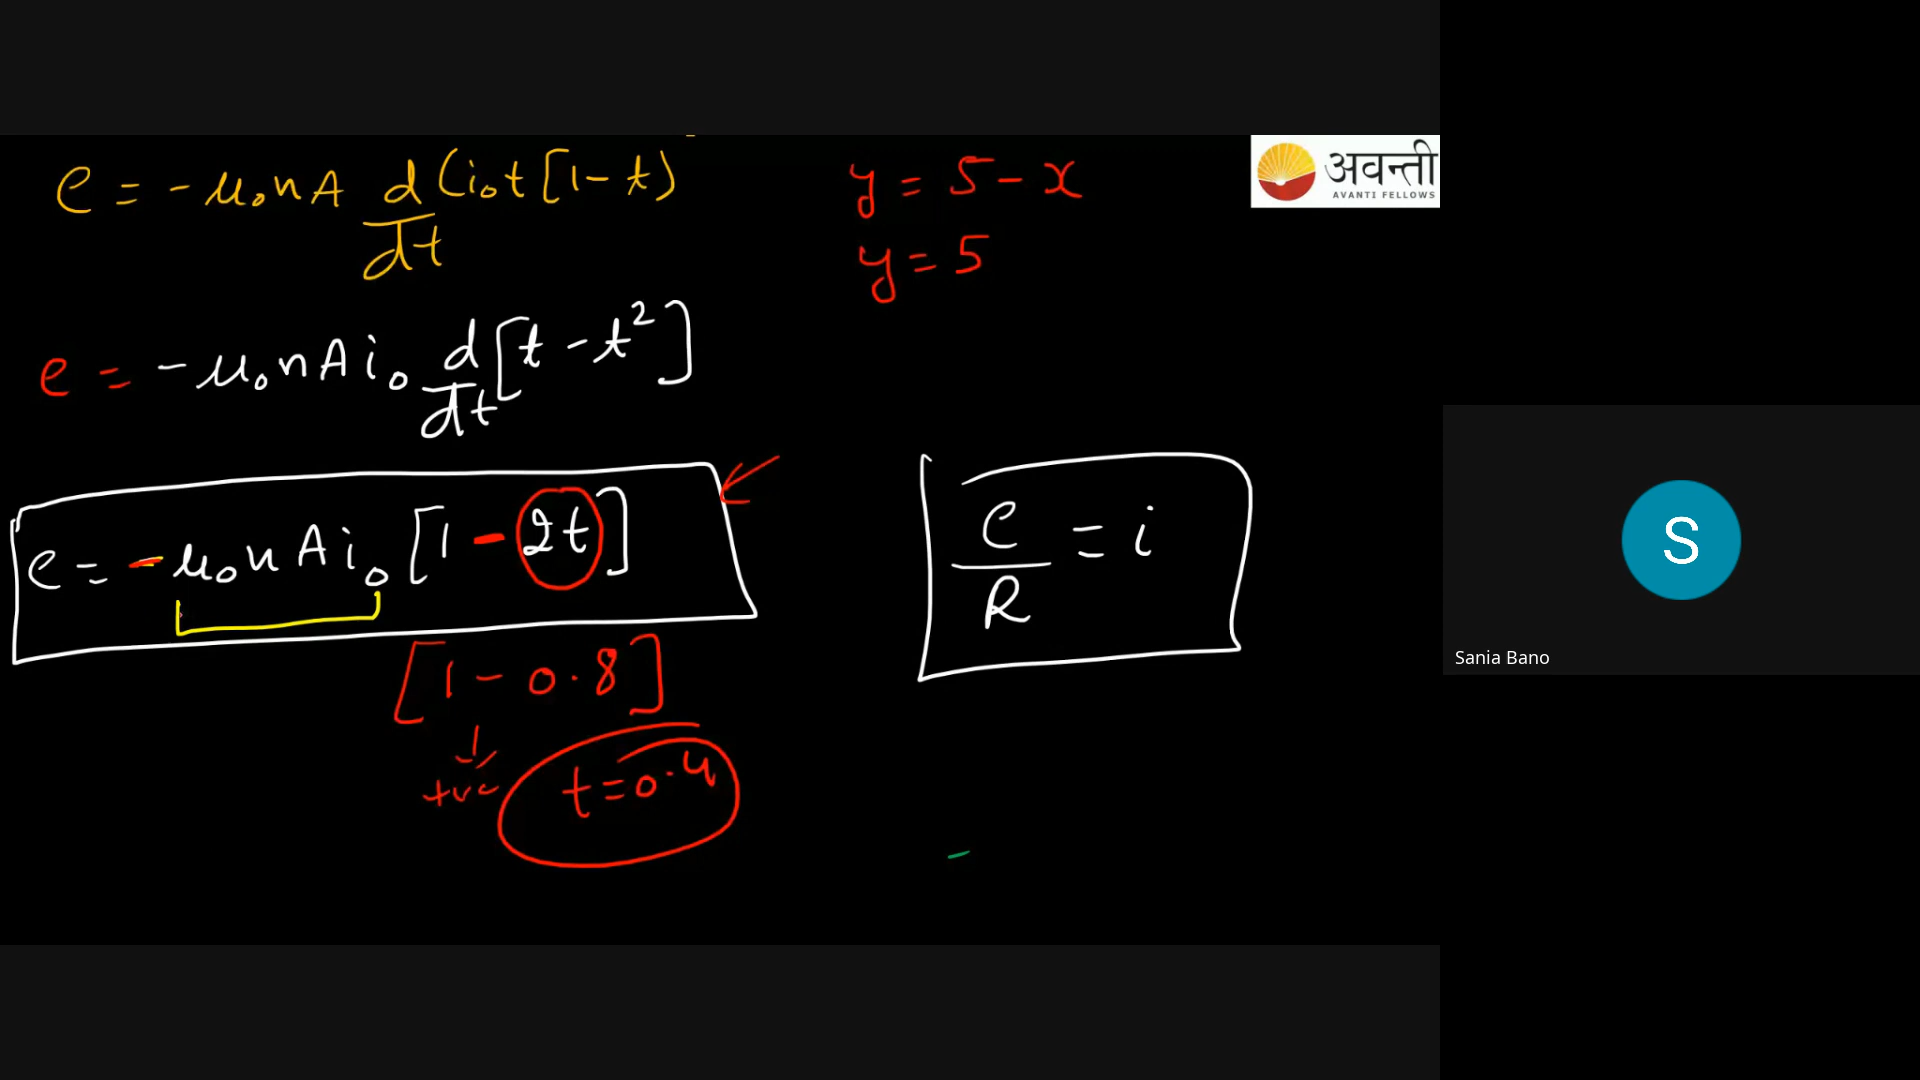 e = - μ₀nA d/dt (i₀t[1-t)
e = - μ₀nAi₀ d/dt [t - t²]
e = - μ₀nAi₀ [1 - 2t]
[1 - 0.8]
+ve
t = 0.4
y = 5 - x
y = 5
e/R = i
अवन्ती
AVANTI FELLOWS
S
Sania Bano